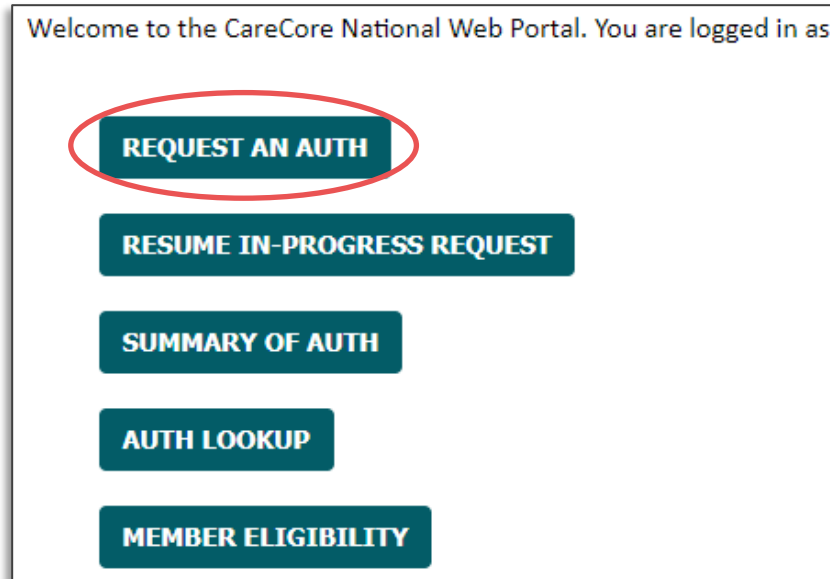 Welcome to the CareCore National Web Portal. You are logged in as
REQUEST AN AUTH
RESUME IN-PROGRESS REQUEST
SUMMARY OF AUTH
AUTH LOOKUP
MEMBER ELIGIBILITY